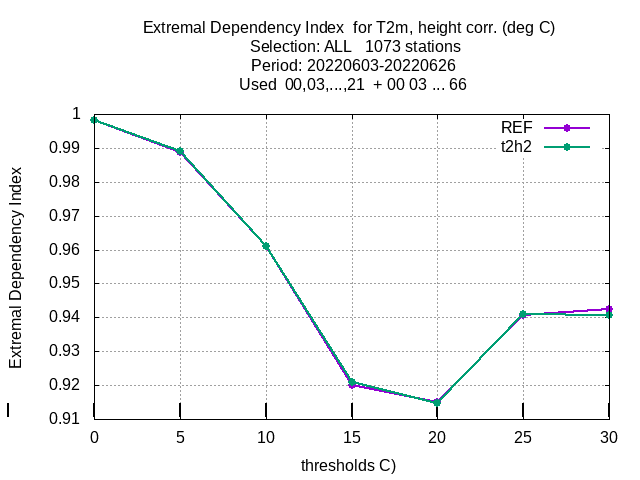 Extremal Dependency Index  for T2m, height corr. (deg C)
Selection: ALL   1073 stations
Period: 20220603-20220626
Used  00,03,...,21  + 00 03 ... 66
REF
t2h2
1
0.99
0.98
0.97
0.96
0.95
0.94
0.93
0.92
0.91
Extremal Dependency Index
0 5 10 15 20 25 30
thresholds C)